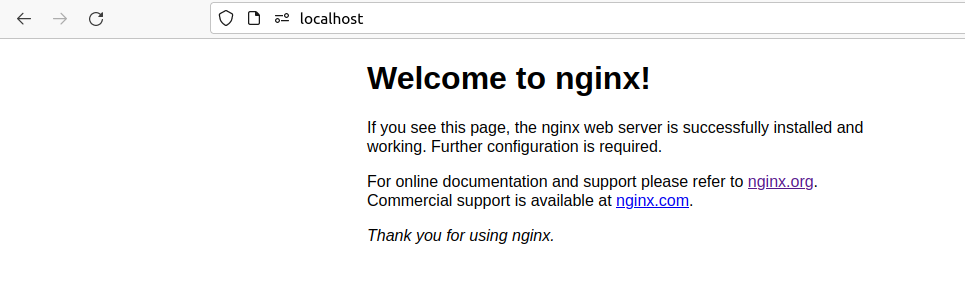 localhost
Welcome to nginx!
If you see this page, the nginx web server is successfully installed and
working. Further configuration is required.
For online documentation and support please refer to nginx.org.
Commercial support is available at nginx.com.
Thank you for using nginx.